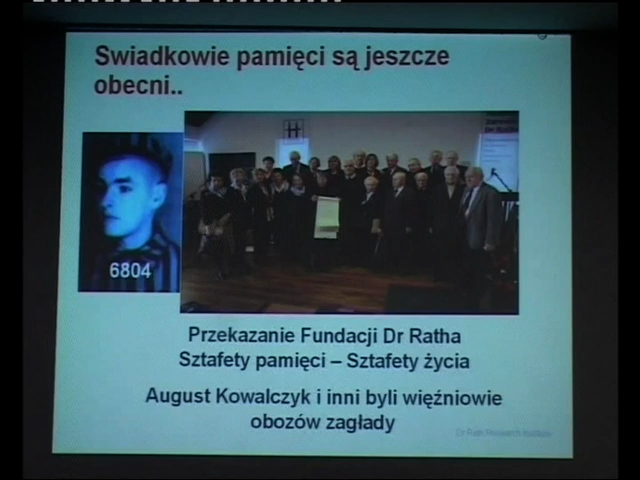 Swiadkowie pamięci są jeszcze
obecni..
6804
Przekazanie Fundacji Dr Ratha
Sztafety pamięci – Sztafety życia
August Kowalczyk i inni byli więźniowie
obozów zagłady
Dr Rath Research Institute